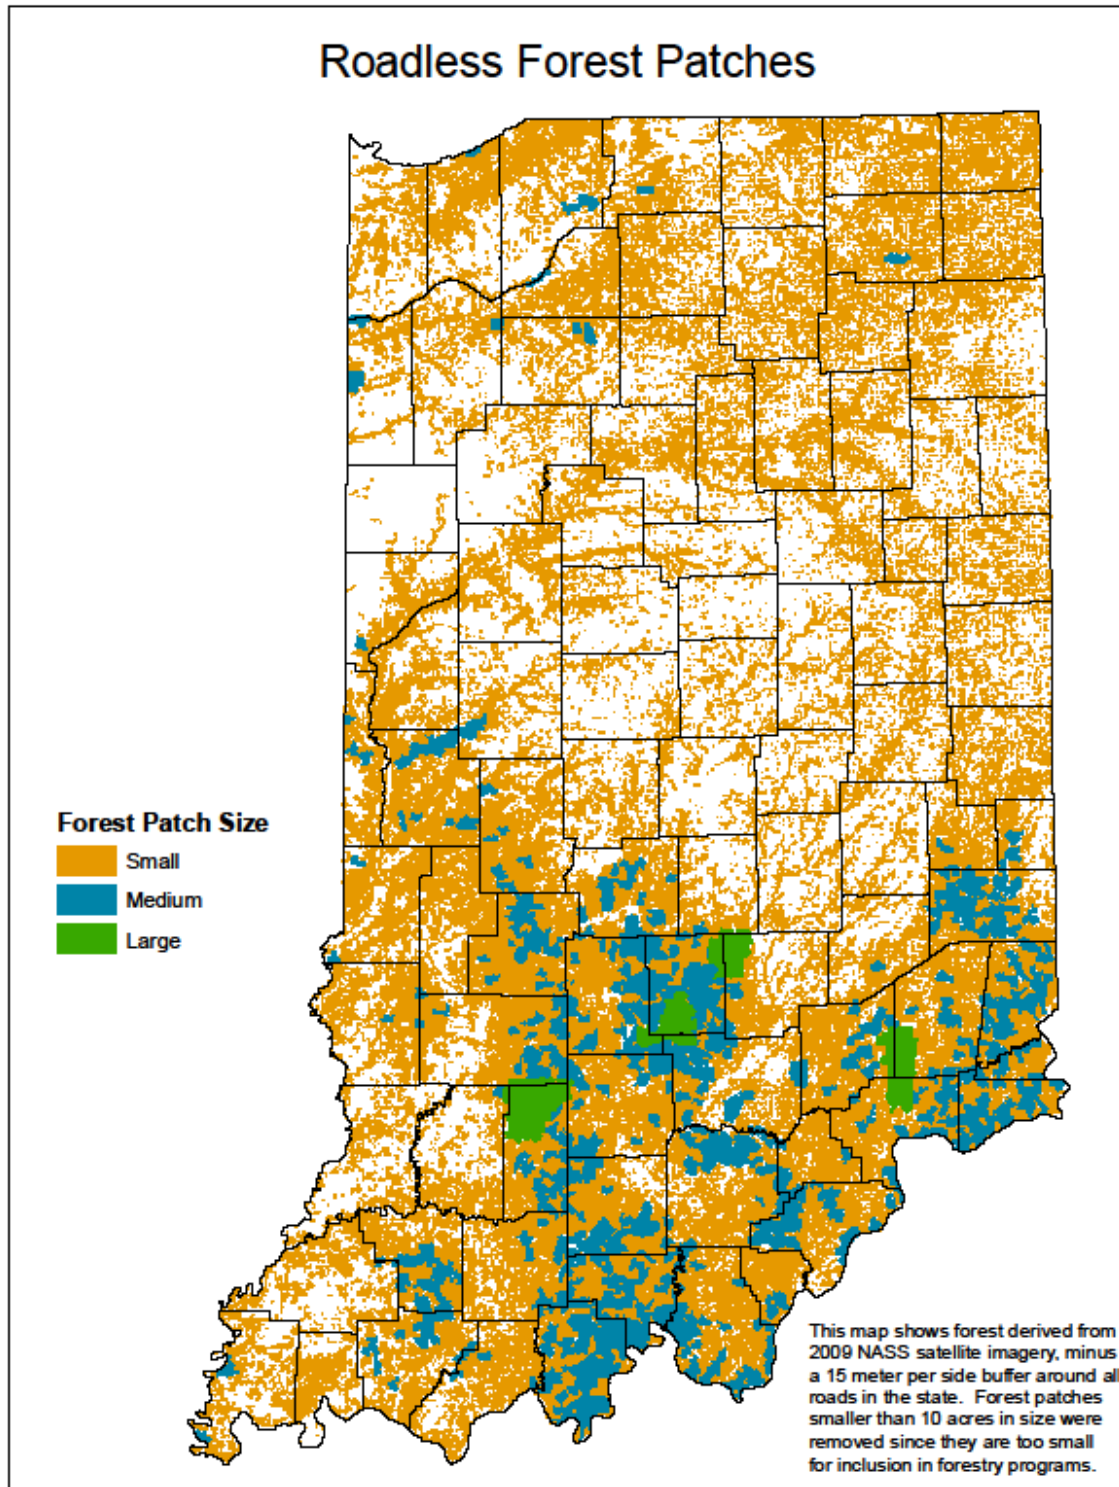 Roadless Forest Patches
Forest Patch Size
Small
Medium
Large
This map shows forest derived from
2009 NASS satellite imagery, minus
a 15 meter per side buffer around all
roads in the state. Forest patches
smaller than 10 acres in size were
removed since they are too small
for inclusion in forestry programs.